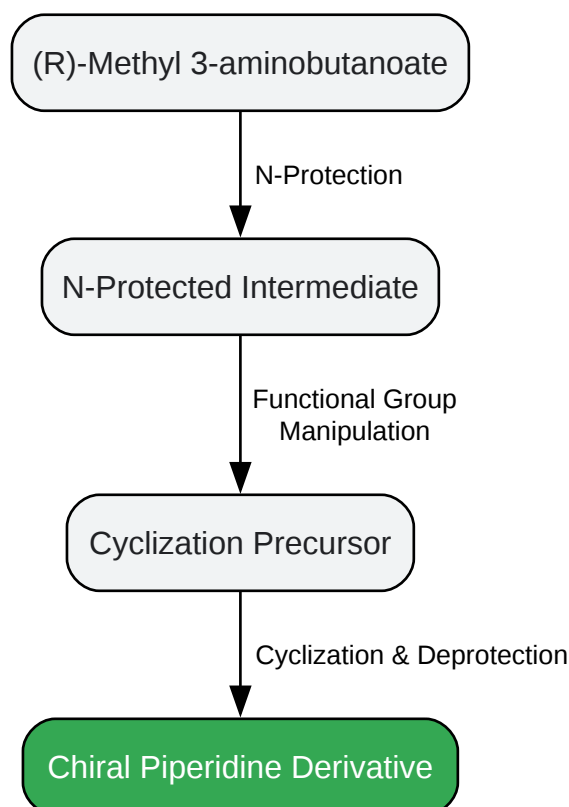 (R)-Methyl 3-aminobutanoate
N-Protection
N-Protected Intermediate
Functional Group
Manipulation
Cyclization Precursor
Cyclization & Deprotection
Chiral Piperidine Derivative